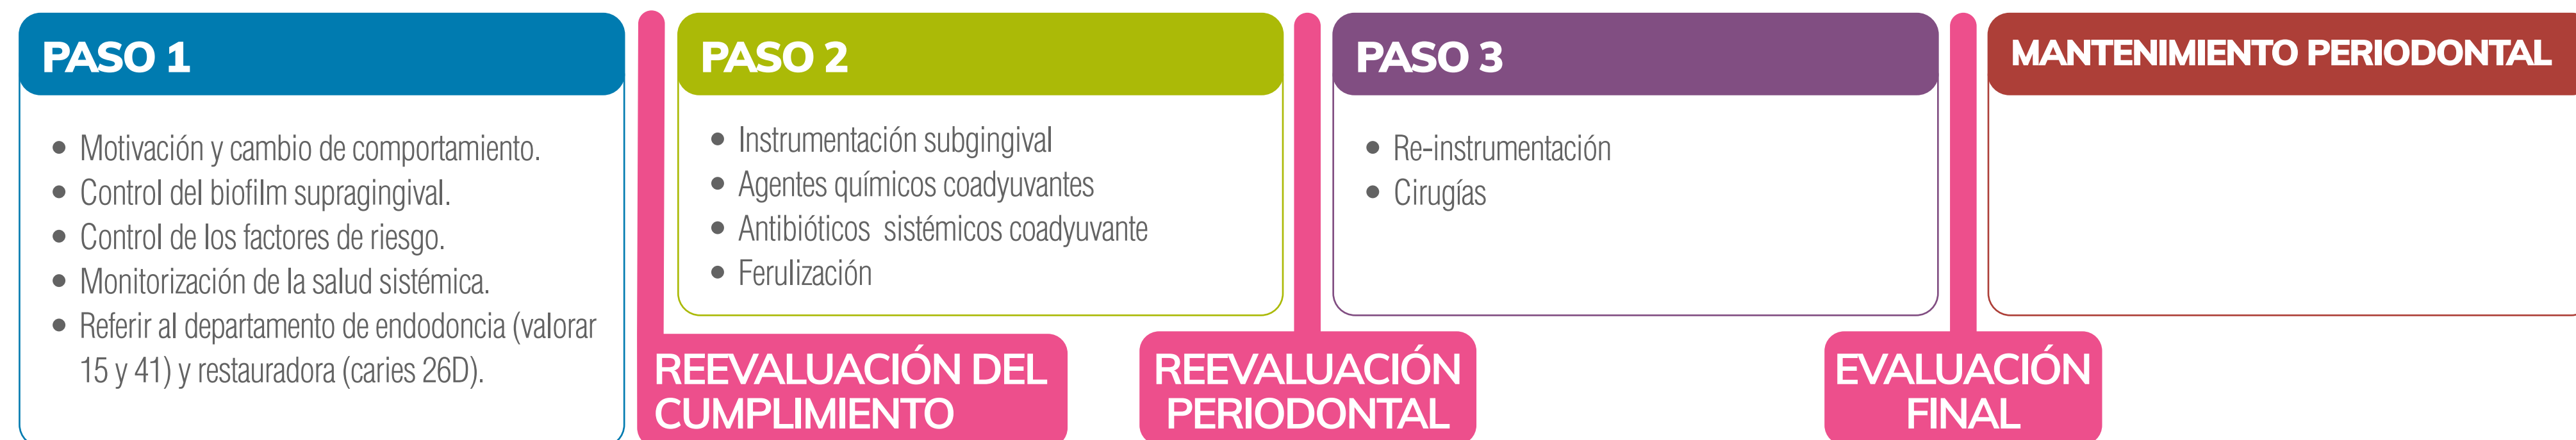 PASO 1
• Motivación y cambio de comportamiento.
• Control del biofilm supragingival.
• Control de los factores de riesgo.
• Monitorización de la salud sistémica.
• Referir al departamento de endodoncia (valorar
15 y 41) y restauradora (caries 26D).
REEVALUACIÓN DEL
CUMPLIMIENTO
PASO 2
• Instrumentación subgingival
• Agentes químicos coadyuvantes
• Antibióticos sistémicos coadyuvante
• Ferulización
REEVALUACIÓN
PERIODONTAL
PASO 3
• Re-instrumentación
• Cirugías
EVALUACIÓN
FINAL
MANTENIMIENTO PERIODONTAL